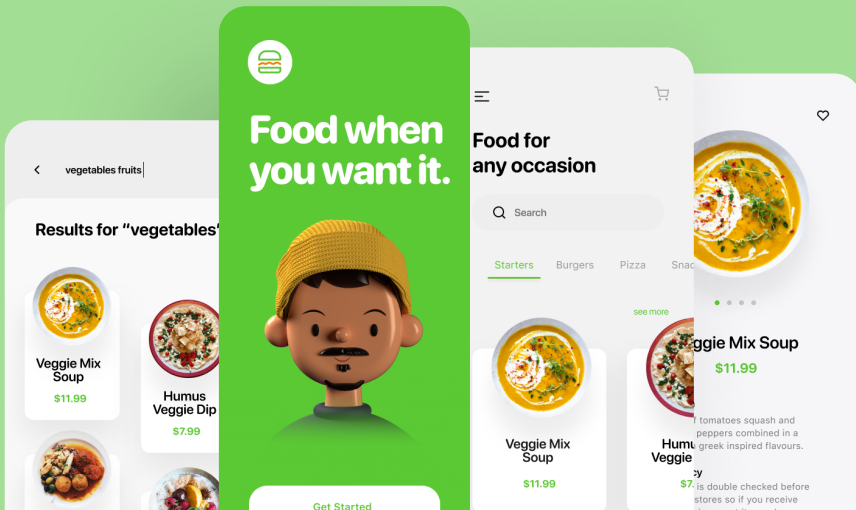 vegetables fruits
Results for “vegetables”
Veggie Mix
Soup
$11.99
Humus
Veggie Dip
$7.99
Food when
you want it.
Get Started
Food for
any occasion
Search
Starters Burgers Pizza
see more
Veggie Mix
Soup
$11.99
Veggie
Mix Soup
$11.99
tomatoes squash and
peppers combined in a
greek inspired flavours.
is double checked before
stores so if you receive